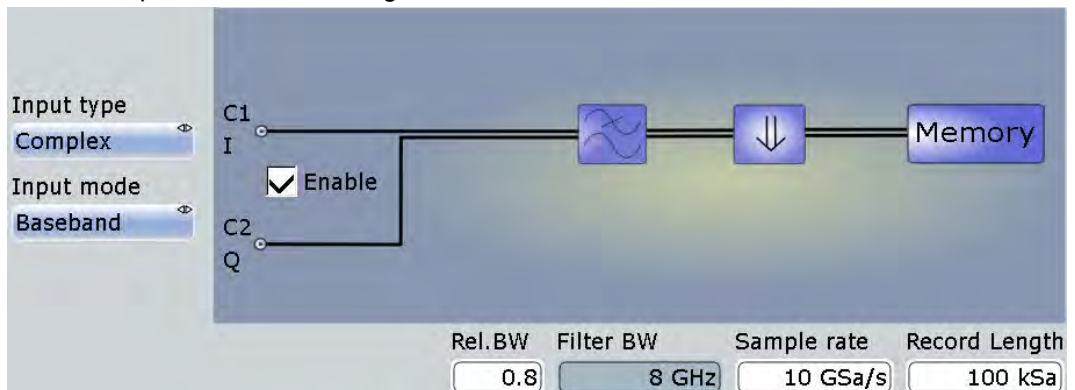 Input type
Complex
Input mode
Baseband
C1
I
Enable
C2
Q
Memory
Rel.BW Filter BW Sample rate Record Length
0.8 8 GHz 10 GSa/s 100 kSa